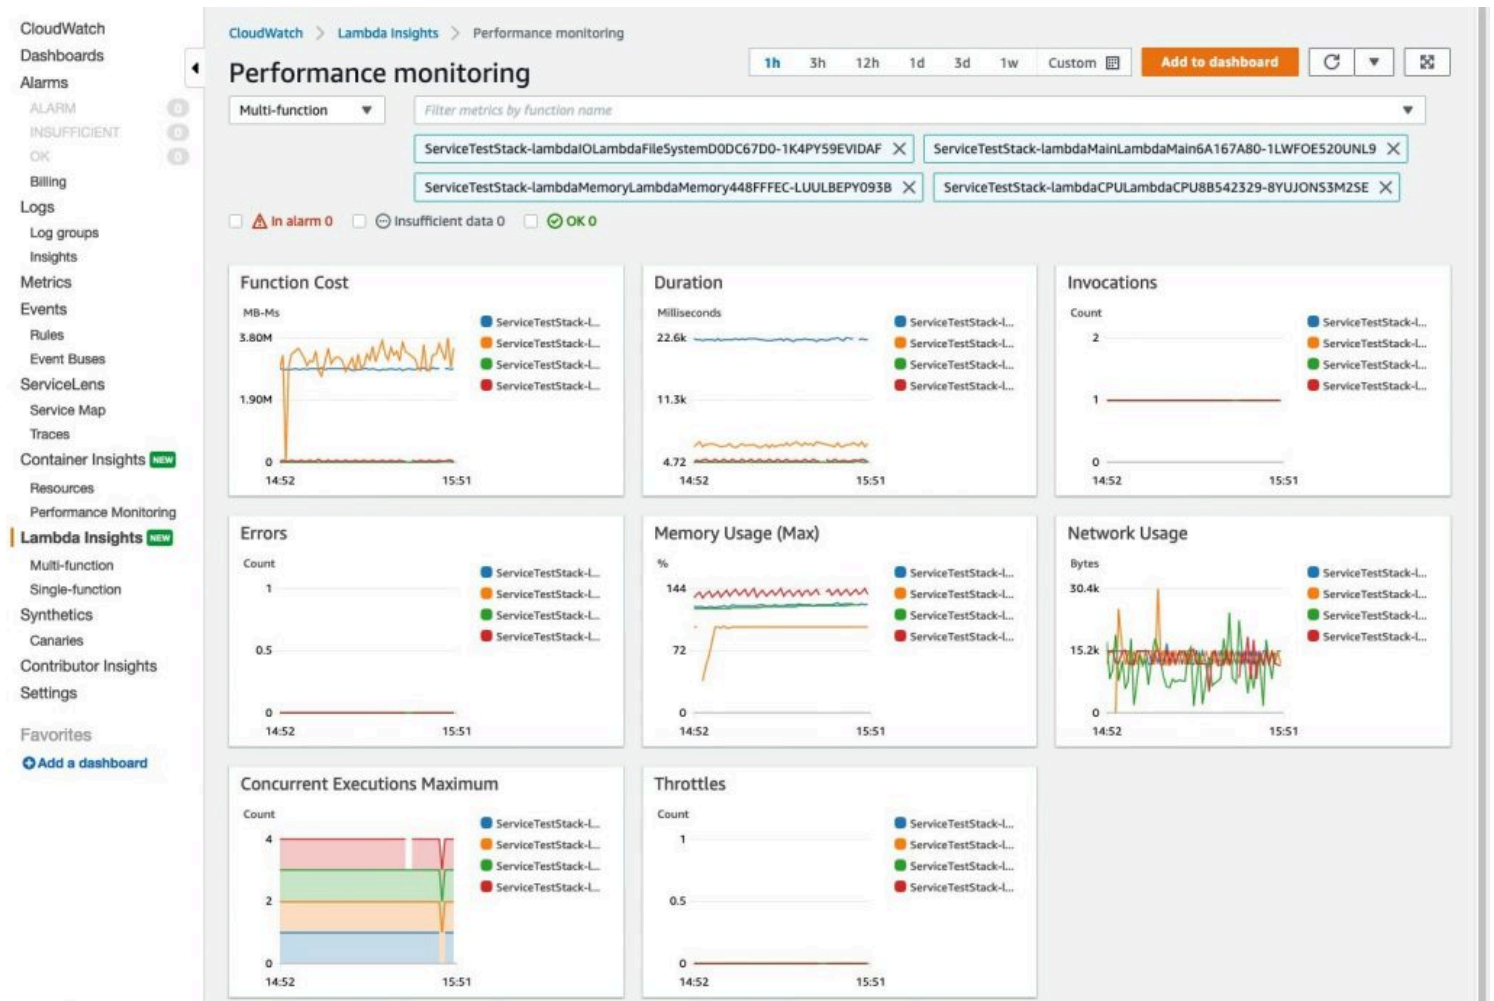 CloudWatch
Dashboards
Alarms
ALARM 0
INSUFFICIENT 0
OK 0
Billing
Logs
Log groups
Insights
Metrics
Events
Rules
Event Buses
ServiceLens
Service Map
Traces
Container Insights NEW
Resources
Performance Monitoring
Lambda Insights NEW
Multi-function
Single-function
Synthetics
Canaries
Contributor Insights
Settings
Favorites
Add a dashboard
CloudWatch > Lambda Insights > Performance monitoring
Performance monitoring
1h 3h 12h 1d 3d 1w Custom Add to dashboard
Multi-function Filter metrics by function name
ServiceTestStack-lambdaIOLambdaFileSystemD0DC67D0-1K4PY59EVIDAF ServiceTestStack-lambdaMainLambdaMain6A167A80-1LWFOE520UNL9
ServiceTestStack-lambdaMemoryLambdaMemory448FFFEC-LUULBEPY093B ServiceTestStack-lambdaCPULambdaCPU8B542329-8YUJONS3M2SE
In alarm 0 Insufficient data 0 OK 0
Function Cost
MB-Ms
3.80M
1.90M
0
14:52 15:51
ServiceTestStack-l...
ServiceTestStack-l...
ServiceTestStack-l...
ServiceTestStack-l...
Duration
Milliseconds
22.6k
11.3k
4.72
14:52 15:51
ServiceTestStack-l...
ServiceTestStack-l...
ServiceTestStack-l...
ServiceTestStack-l...
Invocations
Count
2
1
0
14:52 15:51
ServiceTestStack-l...
ServiceTestStack-l...
ServiceTestStack-l...
ServiceTestStack-l...
Errors
Count
1
0.5
0
14:52 15:51
ServiceTestStack-l...
ServiceTestStack-l...
ServiceTestStack-l...
ServiceTestStack-l...
Memory Usage (Max)
%
144
72
0
14:52 15:51
ServiceTestStack-l...
ServiceTestStack-l...
ServiceTestStack-l...
ServiceTestStack-l...
Network Usage
Bytes
30.4k
15.2k
0
14:52 15:51
ServiceTestStack-l...
ServiceTestStack-l...
ServiceTestStack-l...
ServiceTestStack-l...
Concurrent Executions Maximum
Count
4
2
0
14:52 15:51
ServiceTestStack-l...
ServiceTestStack-l...
ServiceTestStack-l...
ServiceTestStack-l...
Throttles
Count
1
0.5
0
14:52 15:51
ServiceTestStack-l...
ServiceTestStack-l...
ServiceTestStack-l...
ServiceTestStack-l...